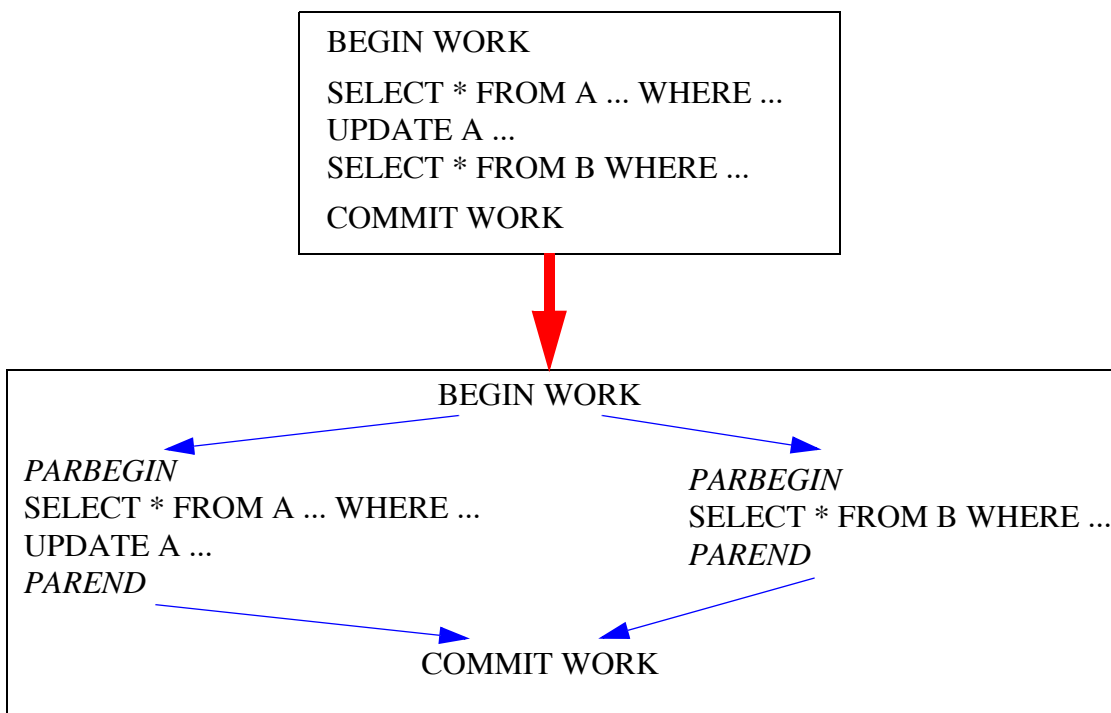 BEGIN WORK
SELECT * FROM A ... WHERE ...
UPDATE A ...
SELECT * FROM B WHERE ...
COMMIT WORK
BEGIN WORK
PARBEGIN
SELECT * FROM A ... WHERE ...
UPDATE A ...
PAREND
PARBEGIN
SELECT * FROM B WHERE ...
PAREND
COMMIT WORK